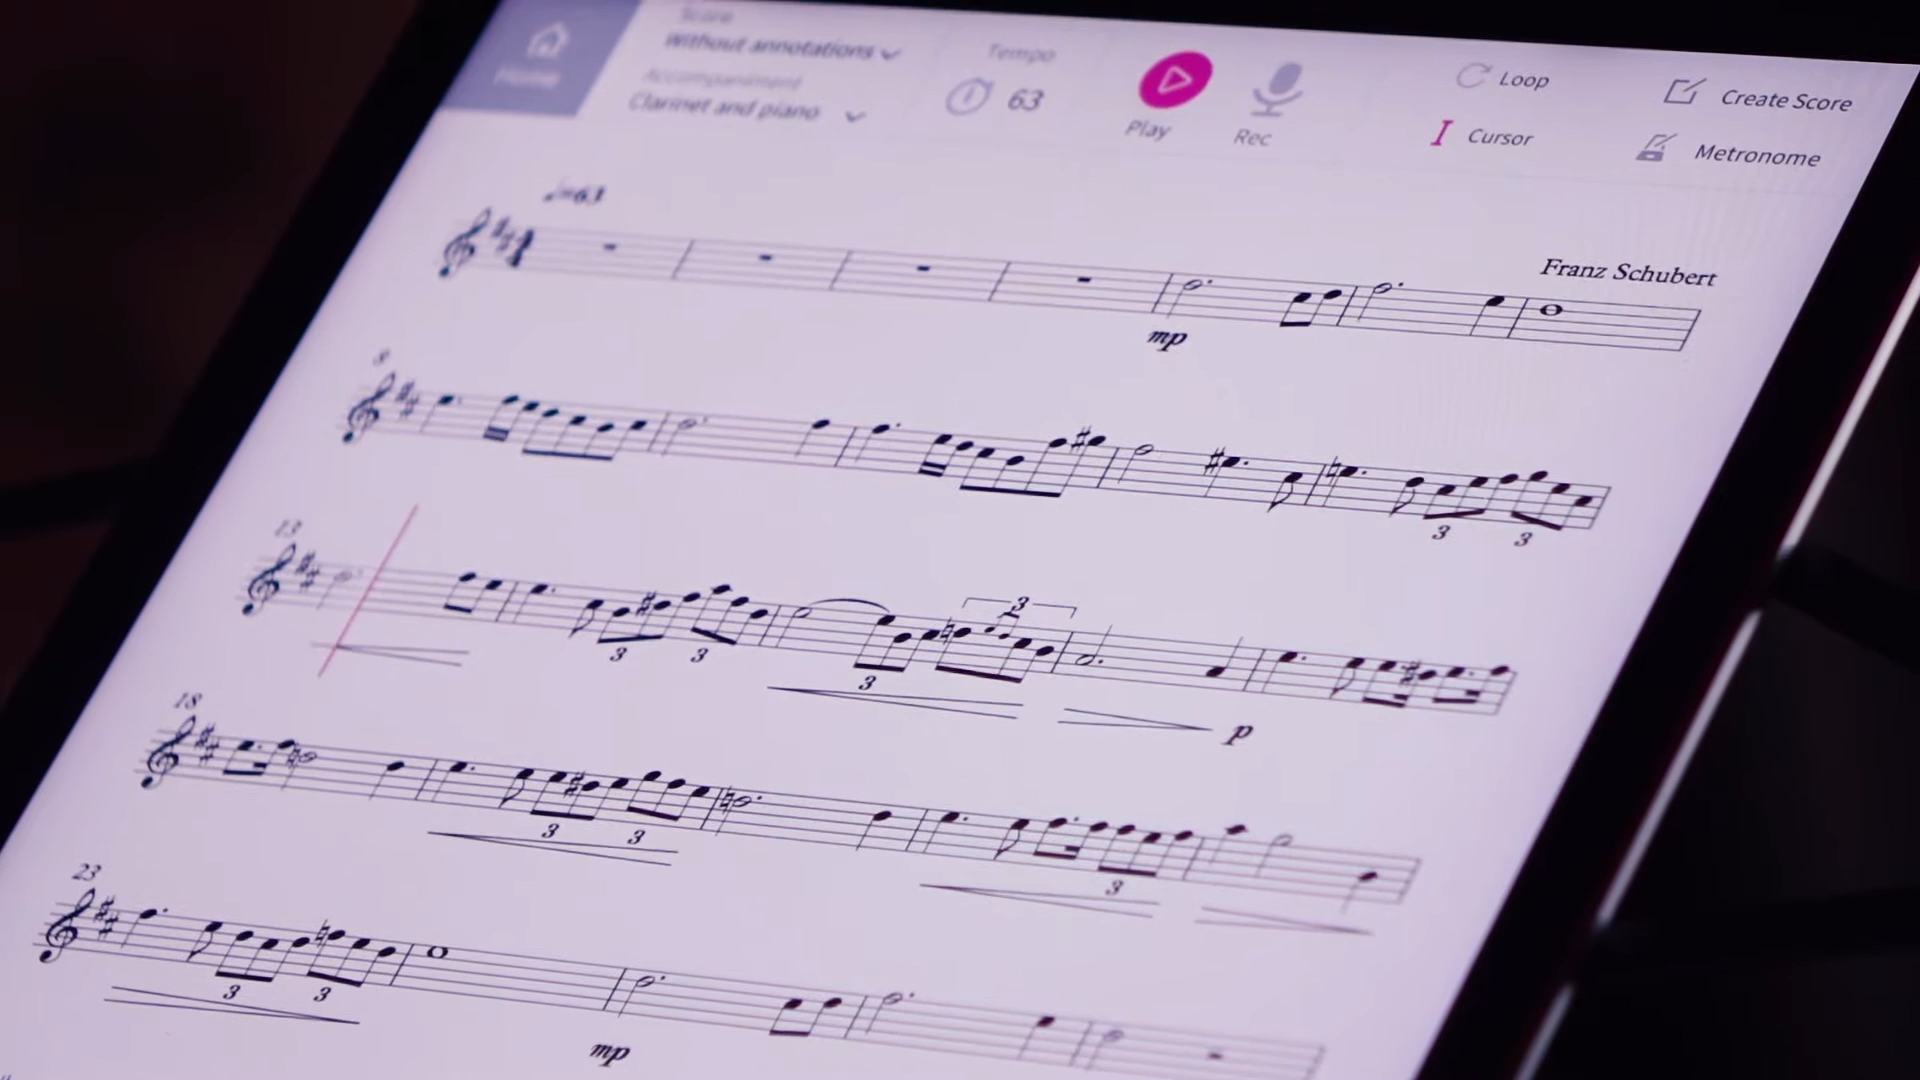 Home
Score
Without annotations
Accompaniment
Clarinet and piano
Tempo
63
Play
Rec
Loop
Cursor
Create Score
Metronome
♩=63
Franz Schubert
mp
8
3 3
13
3
3 3
3
p
18
3 3
3
23
3 3
mp